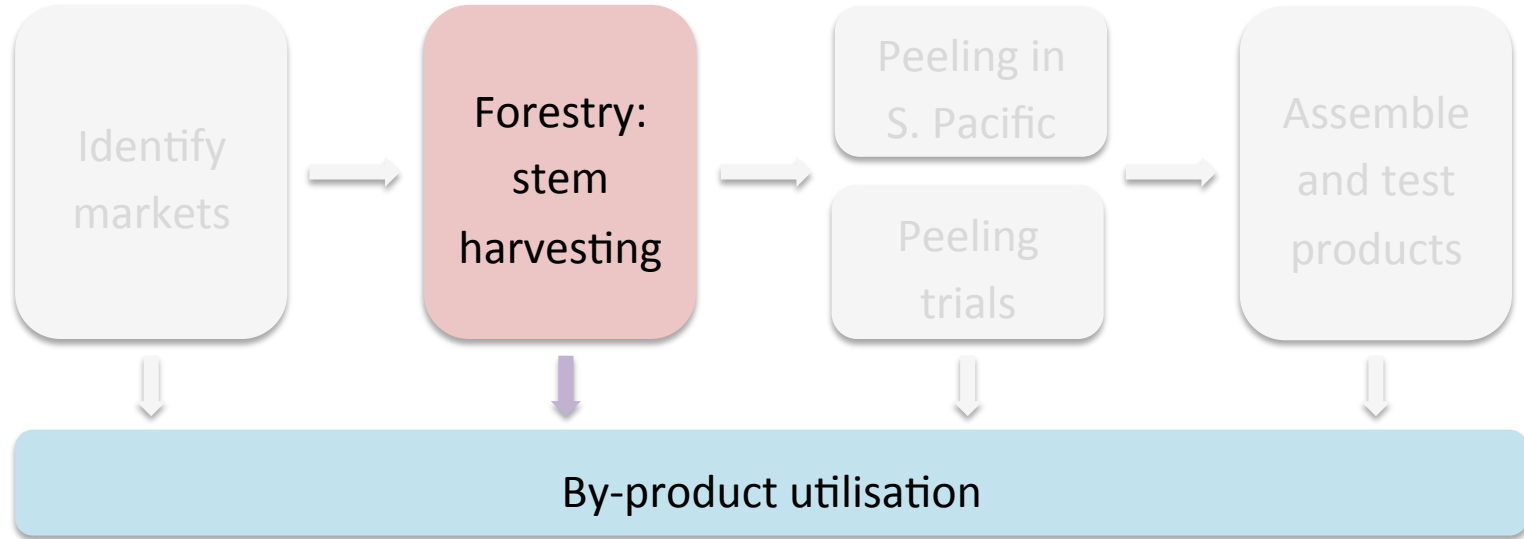 Identify
markets
Forestry:
stem
harvesting
Peeling in
S. Pacific
Peeling
trials
Assemble
and test
products
By-product utilisation